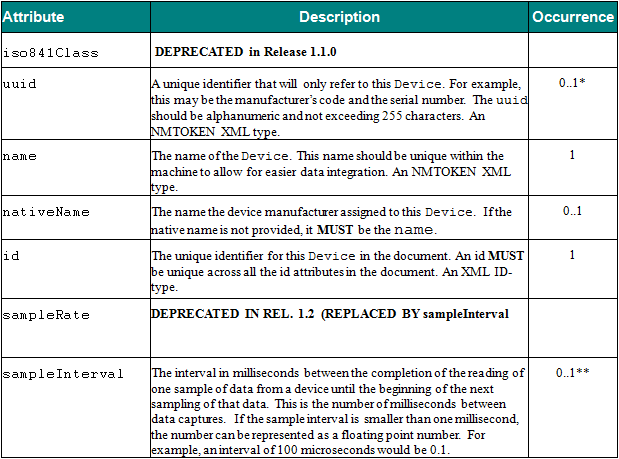 Attribute Description Occurrence
iso841Class DEPRECATED in Release 1.1.0
uuid A unique identifier that will only refer to this Device. For example, 0..1*
this may be the manufacturer's code and the serial number. The uuid
should be alphanumeric and not exceeding 255 characters. An
NMTOKEN XML type.
name The name of the Device. This name should be unique within the 1
machine to allow for easier data integration. An NMTOKEN XML
type.
nativeName The name the device manufacturer assigned to this Device. If the 0..1
native name is not provided, it MUST be the name.
id The unique identifier for this Device in the document. An id MUST 1
be unique across all the id attributes in the document. An XML ID-
type.
sampleRate DEPRECATED IN REL. 1.2 (REPLACED BY sampleInterval
sampleInterval The interval in milliseconds between the completion of the reading of 0..1**
one sample of data from a device until the beginning of the next
sampling of that data. This is the number of milliseconds between
data captures. If the sample interval is smaller than one millisecond,
the number can be represented as a floating point number. For
example, an interval of 100 microseconds would be 0.1.